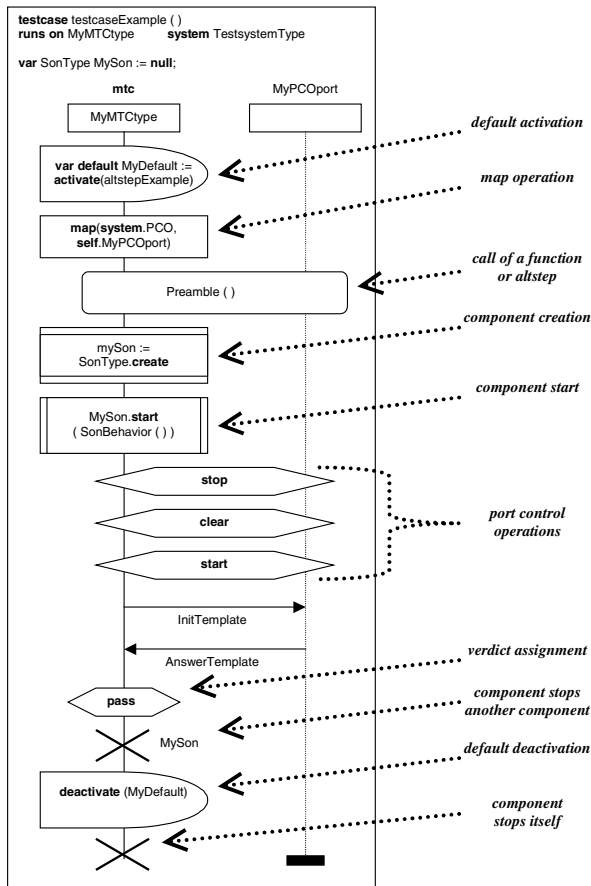 testcase testcaseExample ( )
runs on MyMTCtype system TestsystemType
var SonType MySon := null;
mtc MyPCOport
MyMTCtype
default activation
var default MyDefault :=
activate(altstepExample)
map operation
map(system.PCO,
self.MyPCOport)
call of a function
or altstep
Preamble ( )
component creation
mySon :=
SonType.create
component start
MySon.start
( SonBehavior ( ) )
stop
clear
port control
operations
start
InitTemplate
AnswerTemplate
verdict assignment
pass
component stops
another component
MySon
default deactivation
deactivate (MyDefault)
component
stops itself